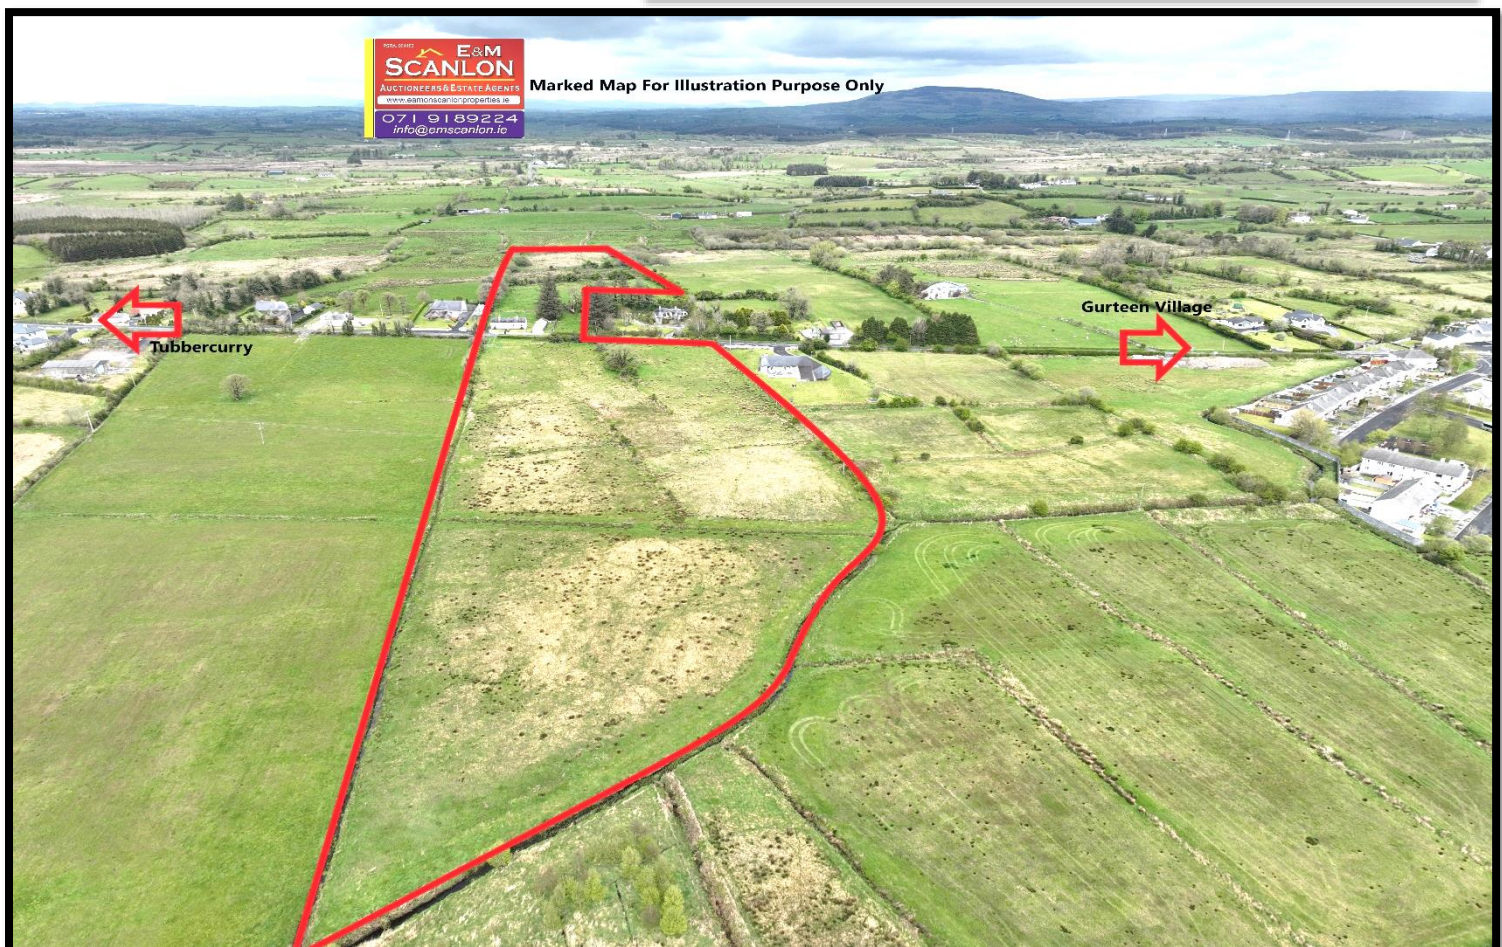 E&M
SCANLON
AUCTIONEERS & ESTATE AGENTS
www.eamonscanlonproperties.ie
071 9189224
info@emscanlon.ie
Marked Map For Illustration Purpose Only
Gurteen Village
Tubbercurry